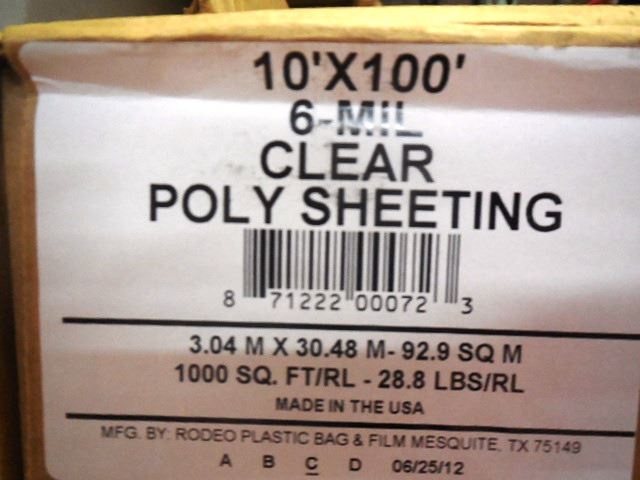 10'X100'
6-MIL
CLEAR
POLY SHEETING
8 71222 00072 3
3.04 M X 30.48 M- 92.9 SQ M
1000 SQ. FT/RL - 28.8 LBS/RL
MADE IN THE USA
MFG. BY: RODEO PLASTIC BAG & FILM MESQUITE, TX 75149
A B C D 06/25/12